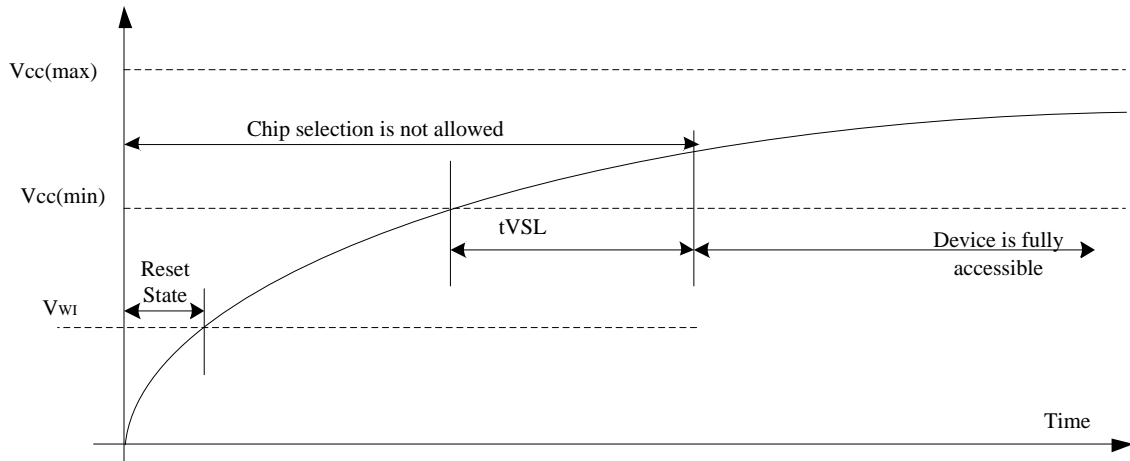 Vcc(max)
Chip selection is not allowed
Vcc(min)
tVSL
Device is fully
accessible
Reset
State
VWI
Time